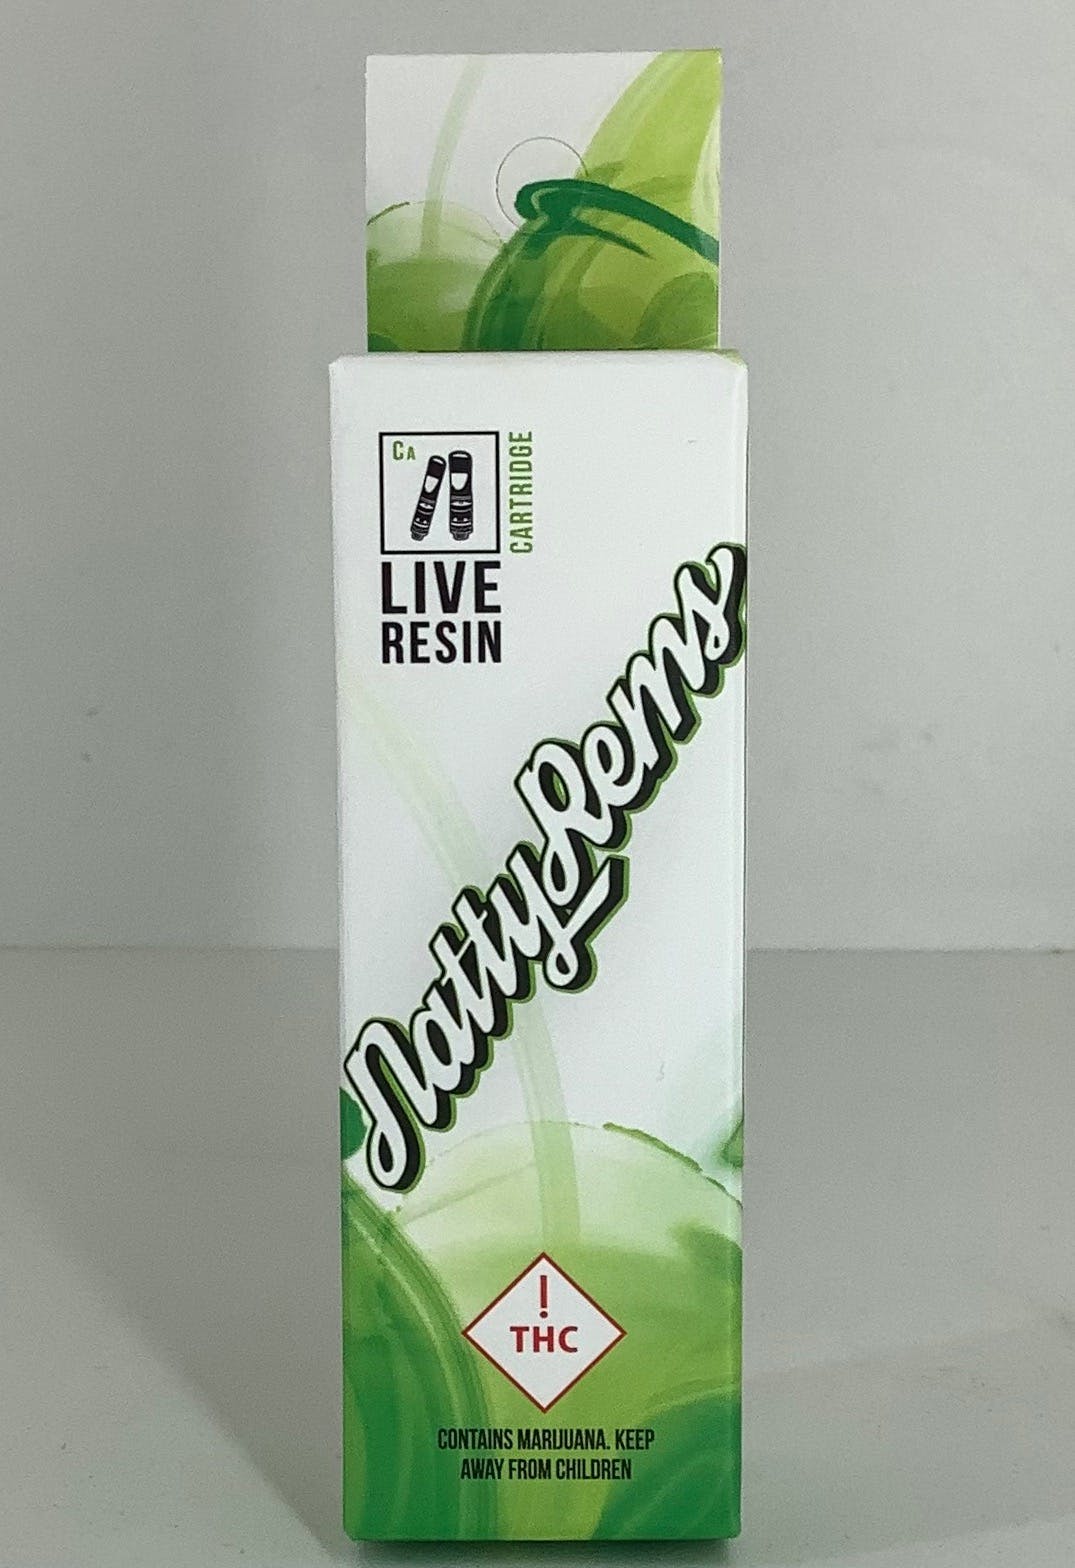 CA
CARTRIDGE
LIVE
RESIN
NattyRems
!
THC
CONTAINS MARIJUANA. KEEP
AWAY FROM CHILDREN